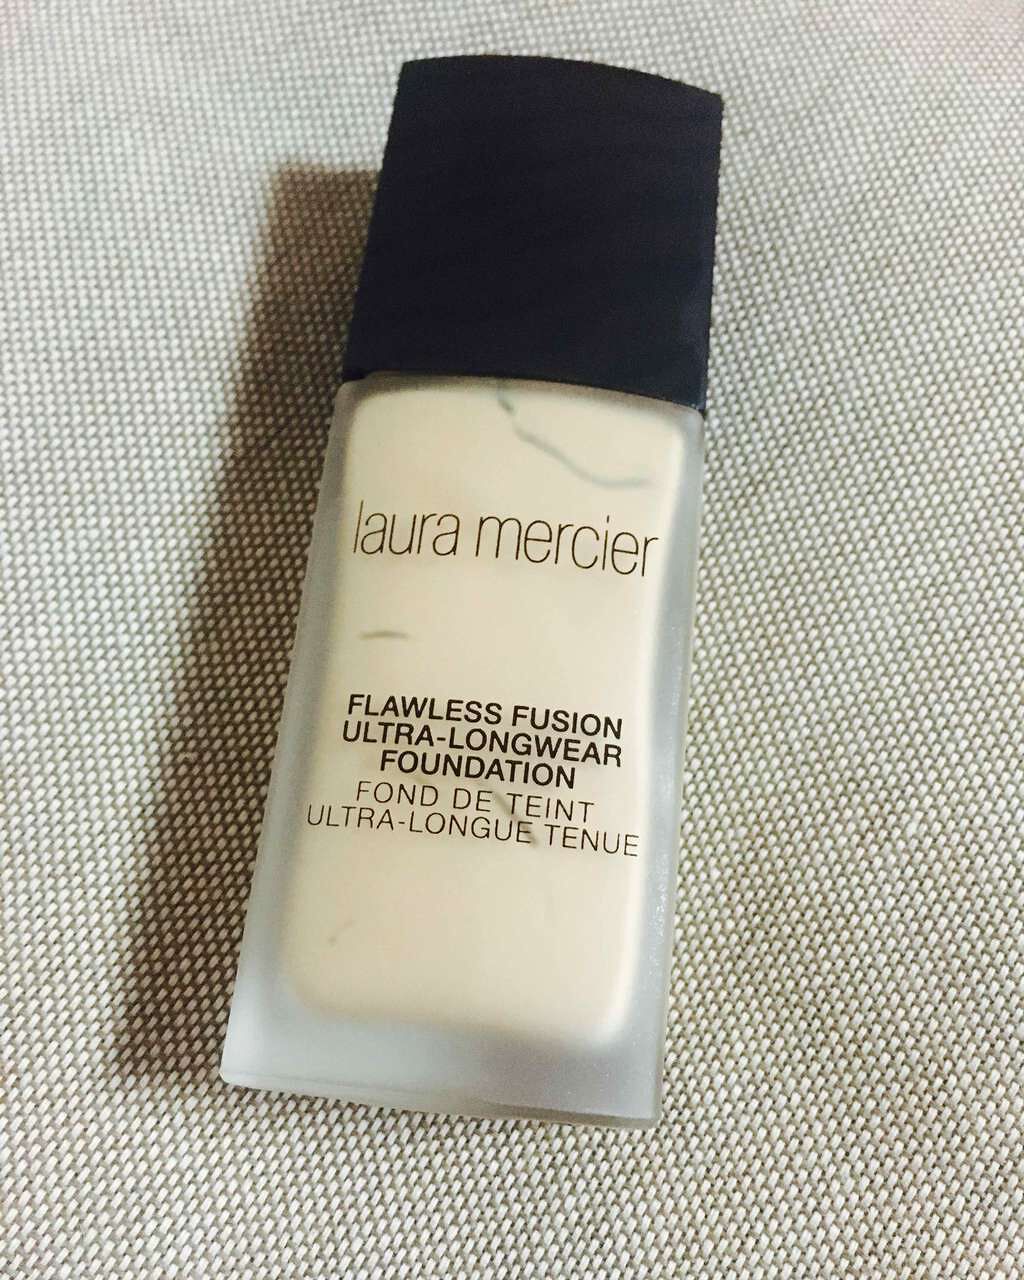 laura mercier
FLAWLESS FUSION
ULTRA-LONGWEAR
FOUNDATION
FOND DE TEINT
ULTRA-LONGUE TENUE